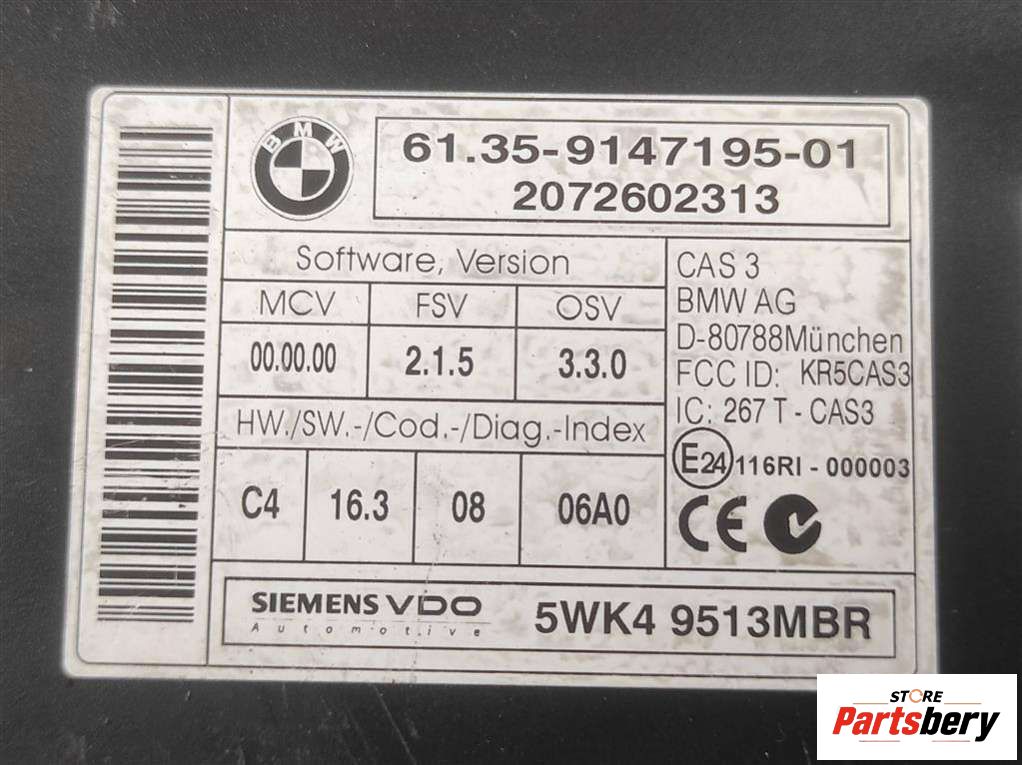 BMW
61.35-9147195-01
2072602313
Software, Version
MCV FSV OSV
00.00.00 2.1.5 3.3.0
HW./SW.-/Cod.-/Diag.-Index
C4 16.3 08 06A0
CAS 3
BMW AG
D-80788München
FCC ID: KR5CAS3
IC: 267 T - CAS3
E24 116RI - 000003
CE
SIEMENS VDO
Automotive
5WK4 9513MBR
STORE
Partsbery